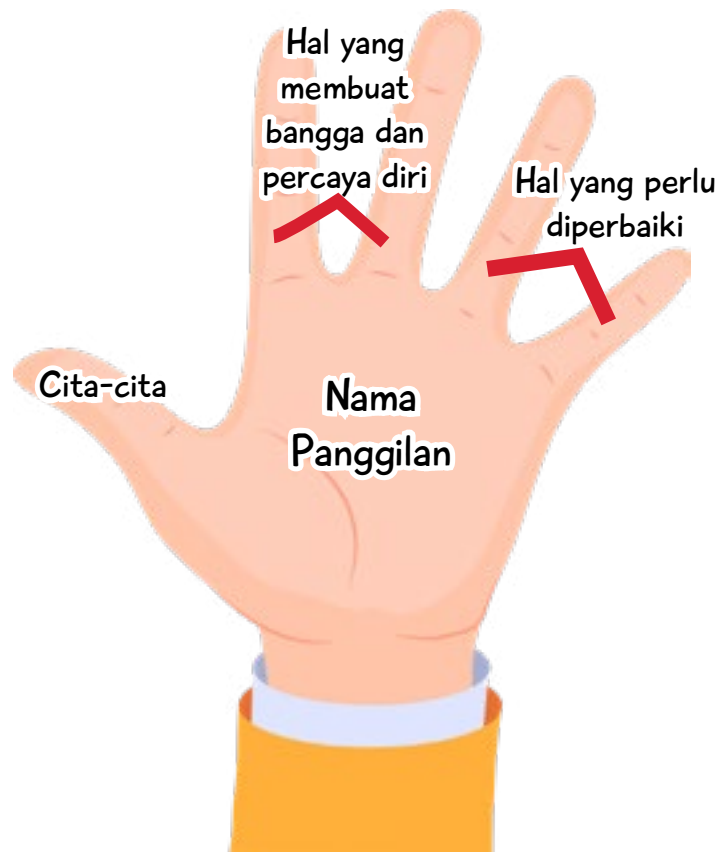 Hal yang
membuat
bangga dan
percaya diri
Hal yang perlu
diperbaiki
Cita-cita
Nama
Panggilan